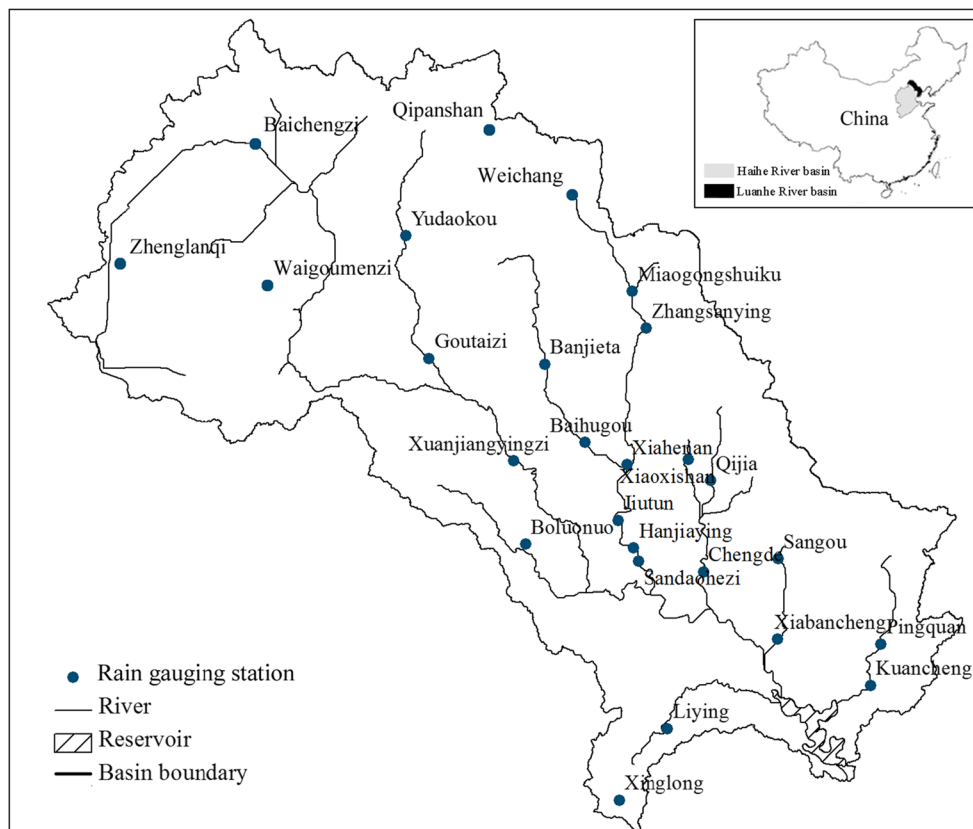 Baichengzi
Qipanshan
China
Haihe River basin
Luanhe River basin
Weichang
Yudaokou
Zhenglanqi
Waigoumenzi
Miaogongshuiku
Zhangsanying
Goutaizi
Banjieta
Baihugou
Xuanjiangyingzi
Xiahenan
Qijia
Xiaoxishan
Liutun
Boluonuo
Hanjiaying
Sangou
Chengde
Sandaohezi
Xiabancheng
Pingquan
Kuancheng
Liying
Xinglong
Rain gauging station
River
Reservoir
Basin boundary